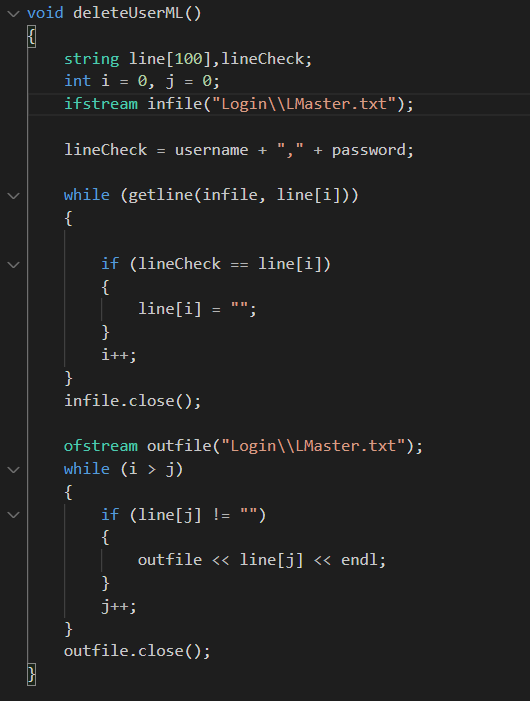 void deleteUserML()
{
string line[100],lineCheck;
int i = 0, j = 0;
ifstream infile("Login\\LMaster.txt");
lineCheck = username + "," + password;
while (getline(infile, line[i]))
{
if (lineCheck == line[i])
{
line[i] = "";
}
i++;
}
infile.close();
ofstream outfile("Login\\LMaster.txt");
while (i > j)
{
if (line[j] != "")
{
outfile << line[j] << endl;
}
j++;
}
outfile.close();
}